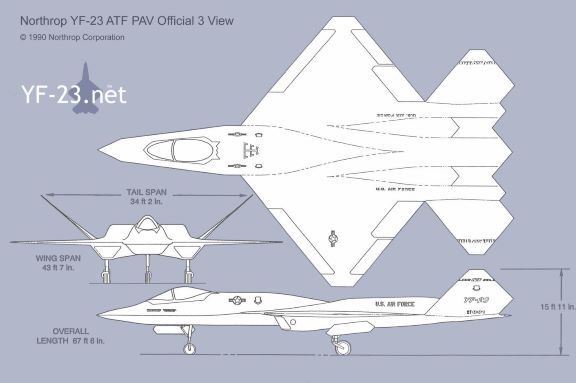 Northrop YF-23 ATF PAV Official 3 View
© 1990 Northrop Corporation
YF-23.net
U.S. AIR FORCE
U.S. AIR FORCE
TAIL SPAN
34 ft 2 in.
WING SPAN
43 ft 7 in.
U.S. AIR FORCE
YF-23
15 ft 11 in.
OVERALL
LENGTH 67 ft 6 in.